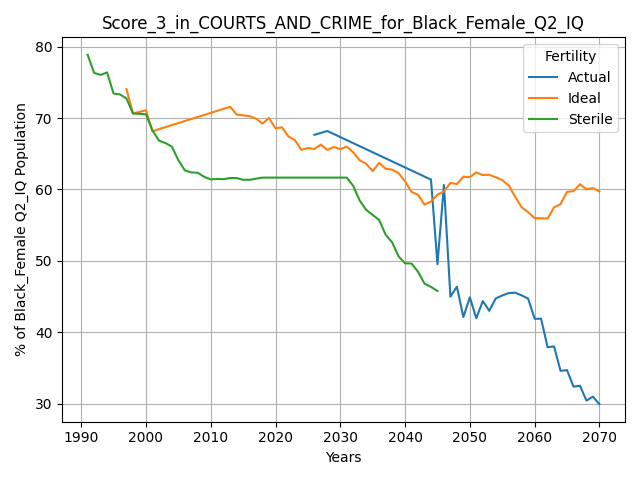 Score_3_in_COURTS_AND_CRIME_for_Black_Female_Q2_IQ
% of Black_Female Q2_IQ Population
80
70
60
50
40
30
Fertility
Actual
Ideal
Sterile
1990 2000 2010 2020 2030 2040 2050 2060 2070
Years